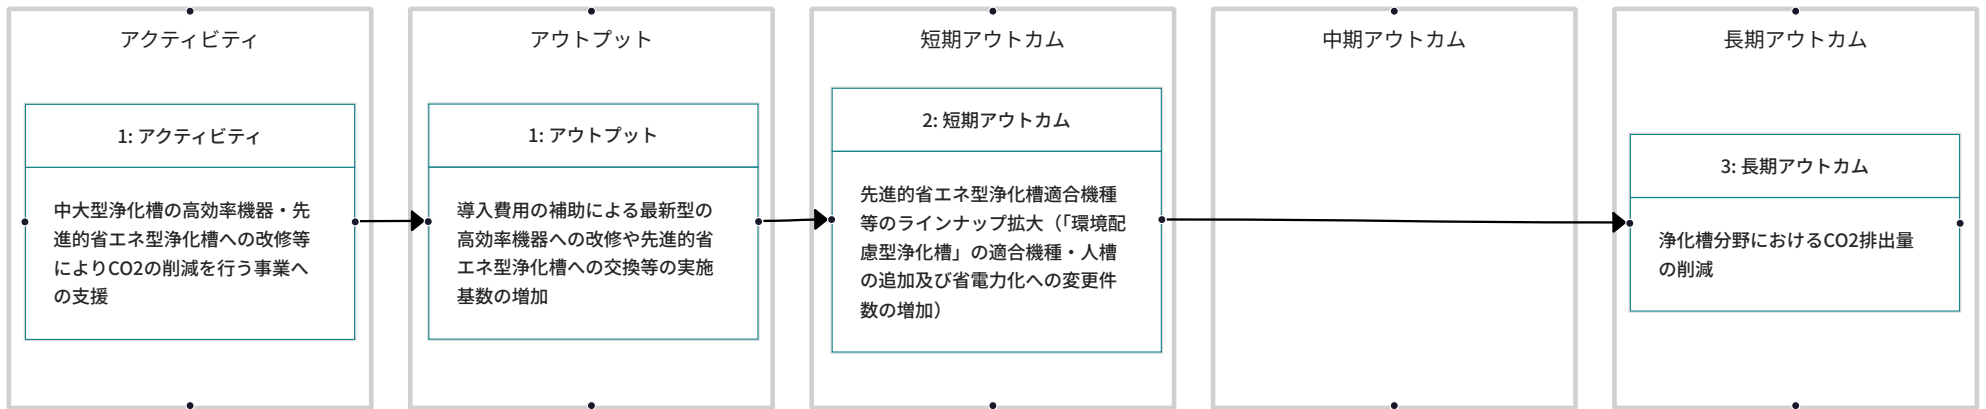 アクティビティ
1: アクティビティ
中大型浄化槽の高効率機器・先
進的省エネ型浄化槽への改修等
によりCO2の削減を行う事業へ
の支援
アウトプット
1: アウトプット
導入費用の補助による最新型の
高効率機器への改修や先進的省
エネ型浄化槽への交換等の実施
基数の増加
短期アウトカム
2: 短期アウトカム
先進的省エネ型浄化槽適合機種
等のラインナップ拡大（「環境配
慮型浄化槽」の適合機種・人槽
の追加及び省電力化への変更件
数の増加）
中期アウトカム
長期アウトカム
3: 長期アウトカム
浄化槽分野におけるCO2排出量
の削減